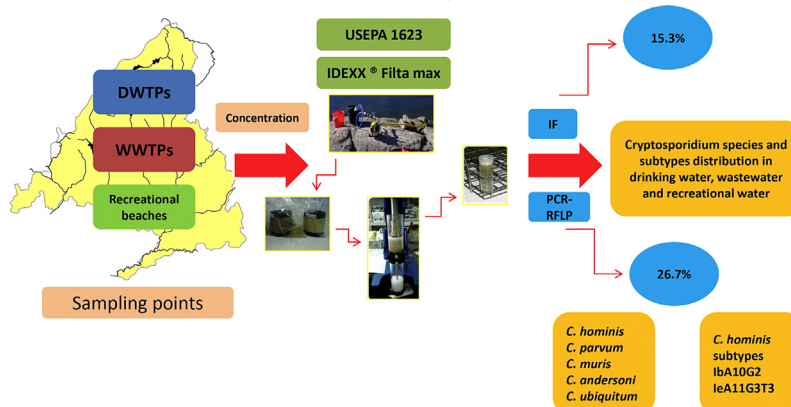 USEPA 1623
IDEXX ® Filta max
15.3%
DWTPs
WWTPs
Recreational
beaches
Sampling points
Concentration
IF
PCR-
RFLP
Cryptosporidium species and
subtypes distribution in
drinking water, wastewater
and recreational water
26.7%
C. hominis
C. parvum
C. muris
C. andersoni
C. ubiquitum
C. hominis
subtypes
IbA10G2
IeA11G3T3